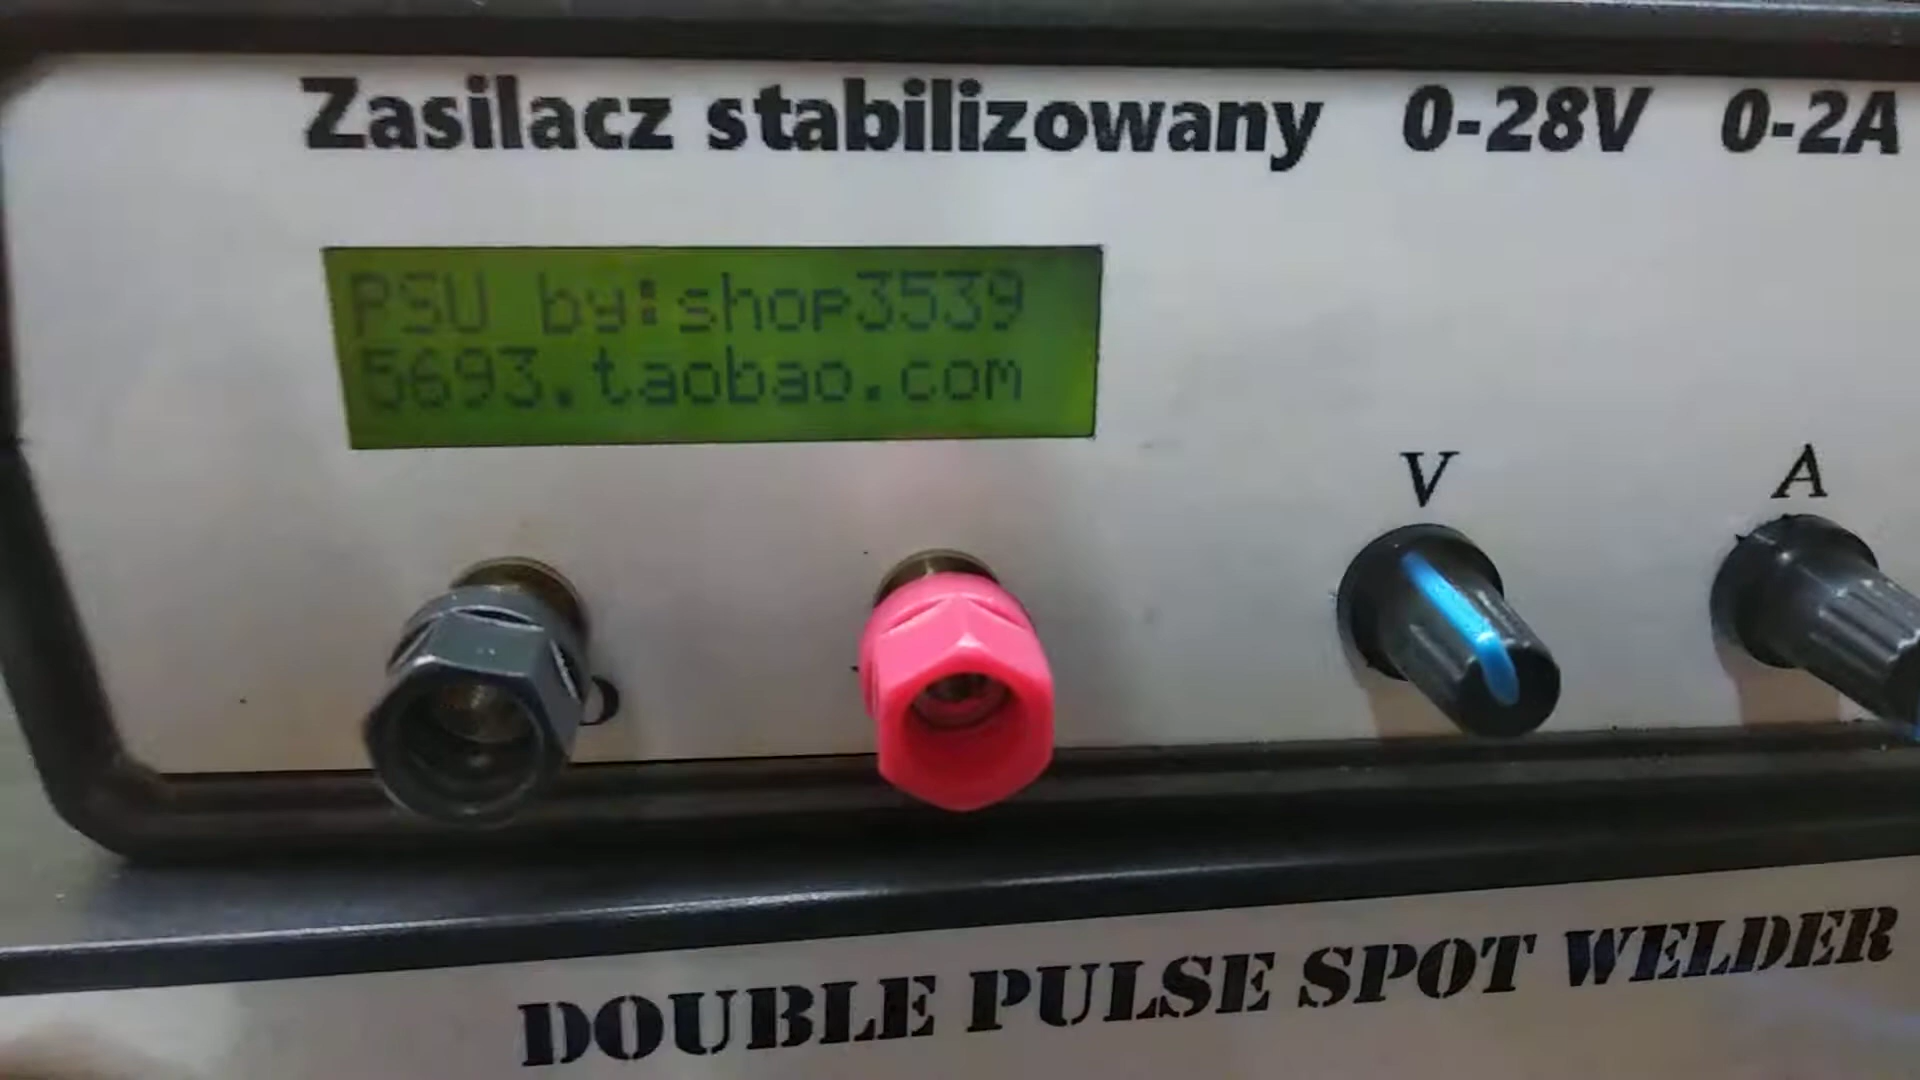 Zasilacz stabilizowany 0-28V 0-2A
PSU by:shop3539
5693.taobao.com
V A
DOUBLE PULSE SPOT WELDER